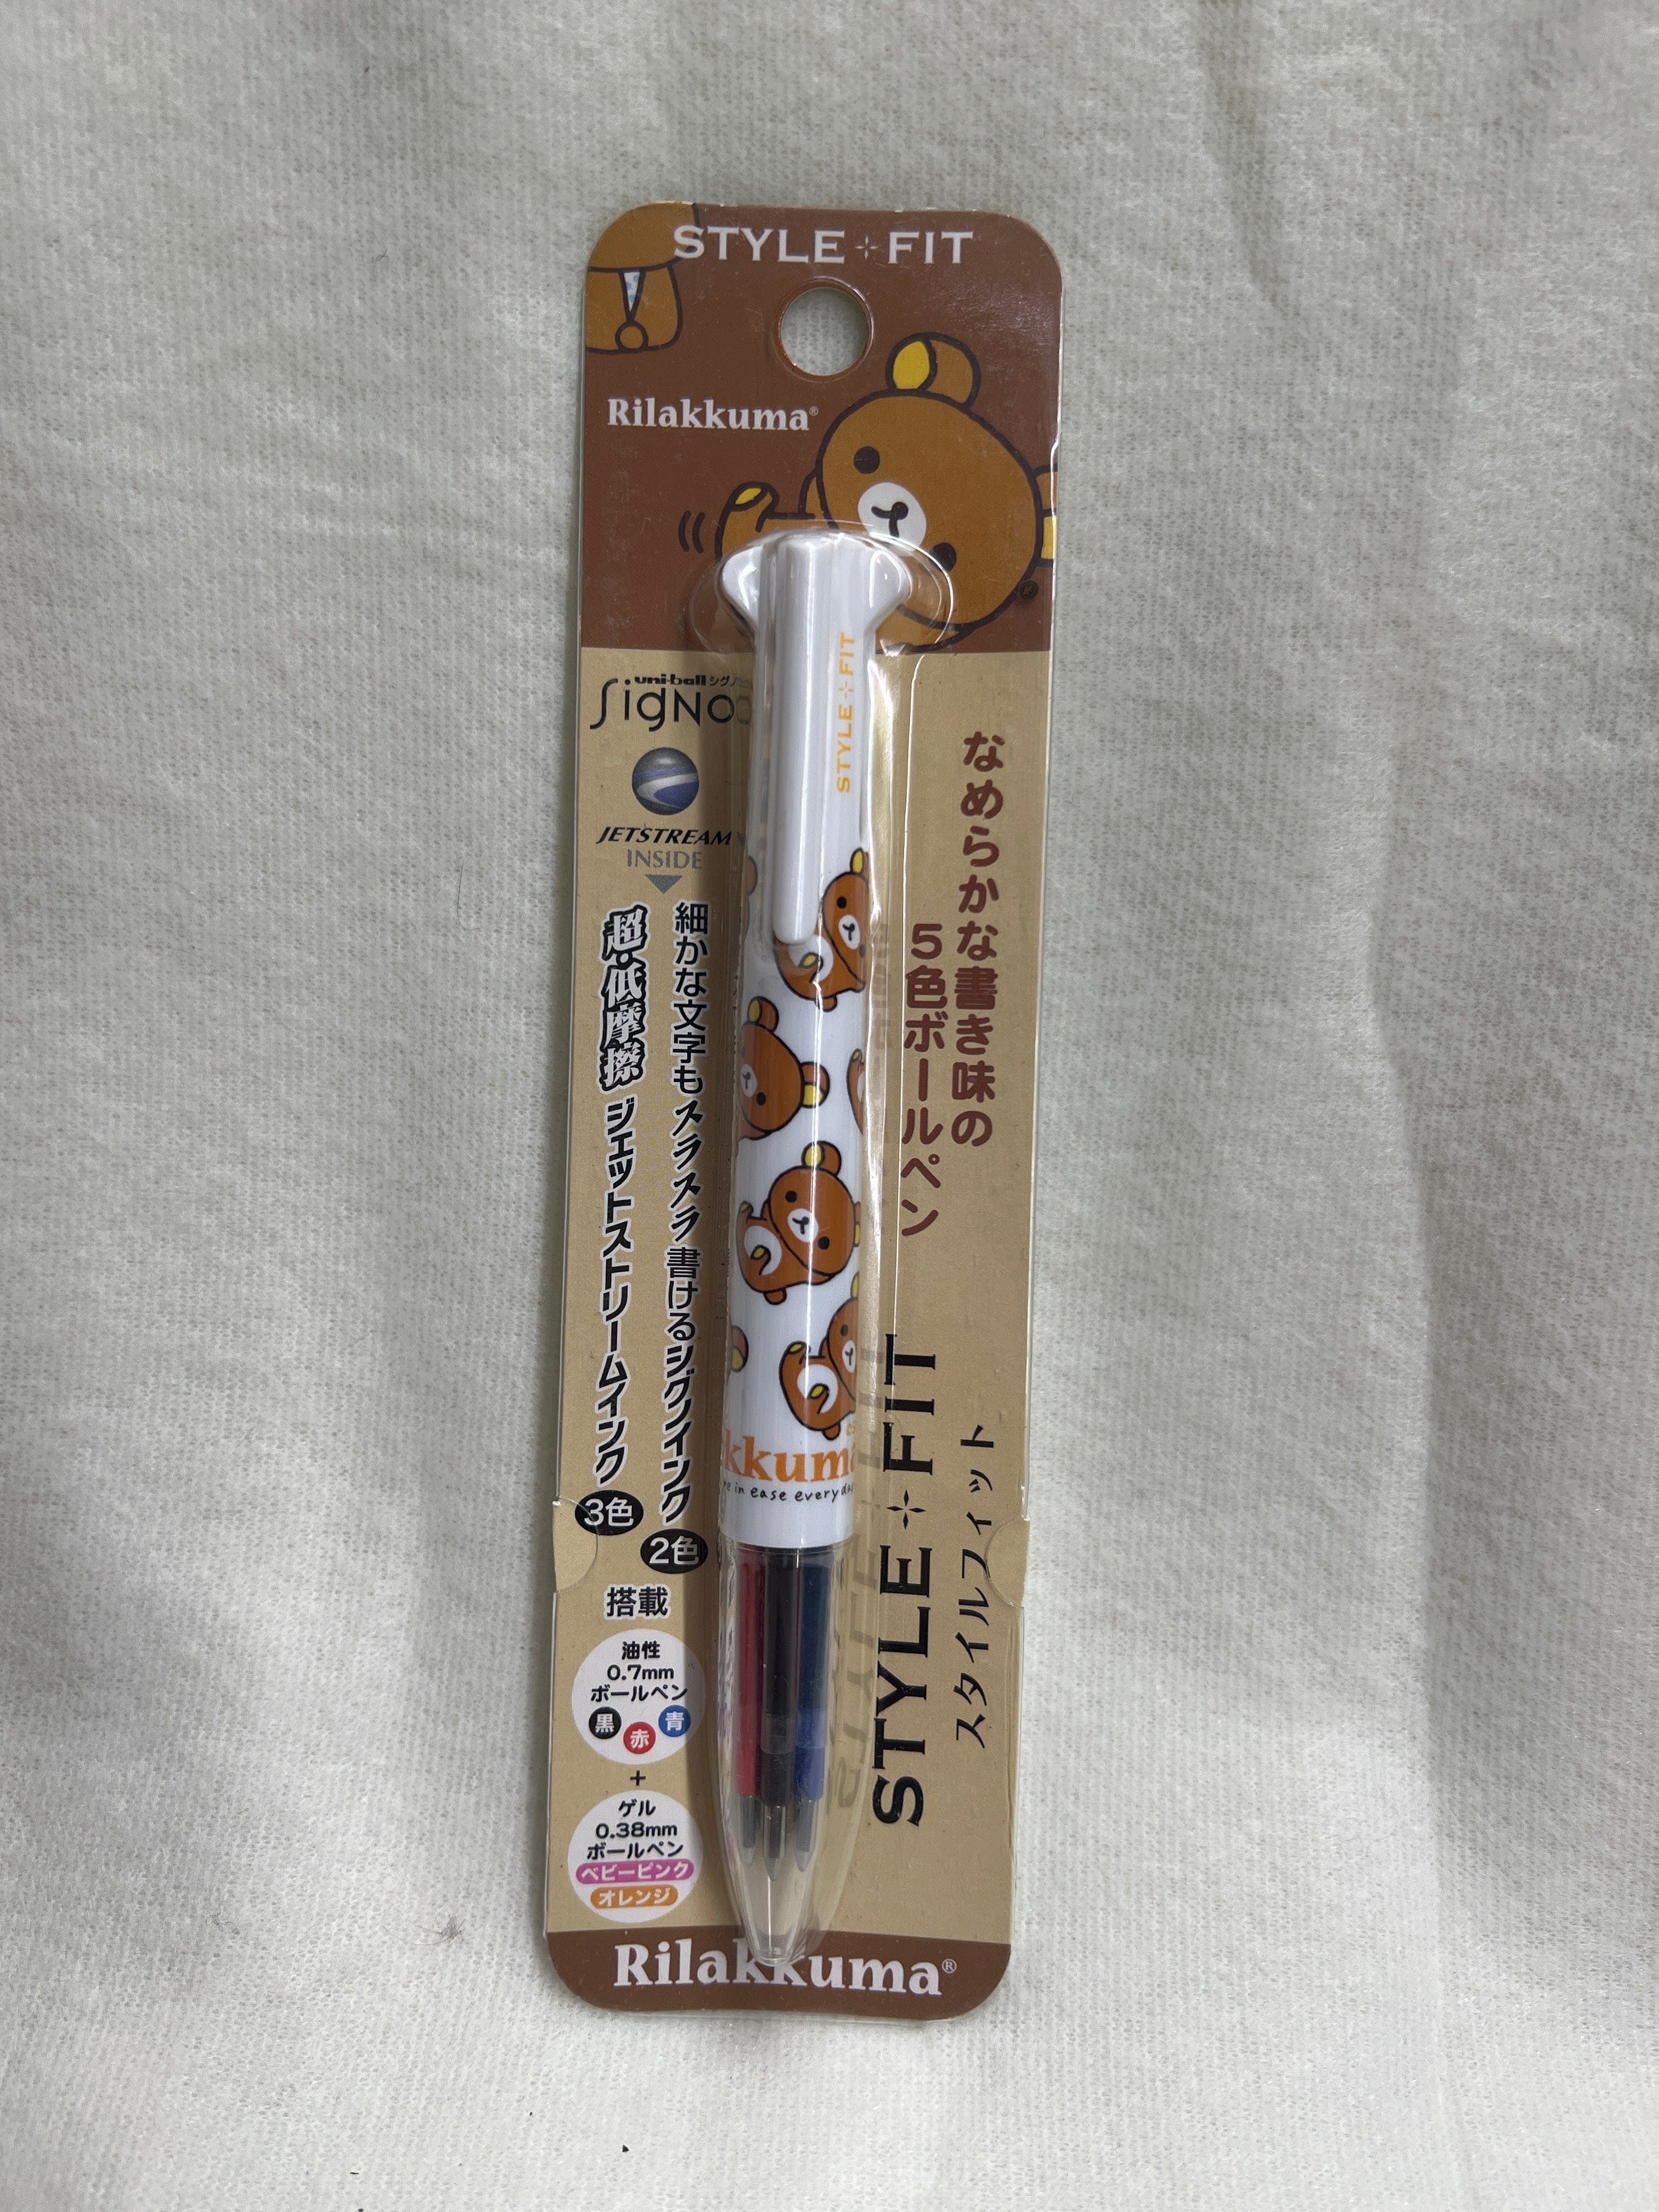 STYLE FIT
Rilakkuma®
uni-ball シグノ
SigNo
JETSTREAM
INSIDE
STYLE FIT
なめらかな書き味の
5色ボールペン
細かな文字もスラスラ書けるシグノインク
2色
超・低摩擦 ジェットストリームインク
3色
搭載
油性
0.7mm
ボールペン
黒 赤 青
+
ゲル
0.38mm
ボールペン
ベビーピンク
オレンジ
STYLE FIT
スタイルフィット
in ease every
Rilakkuma®